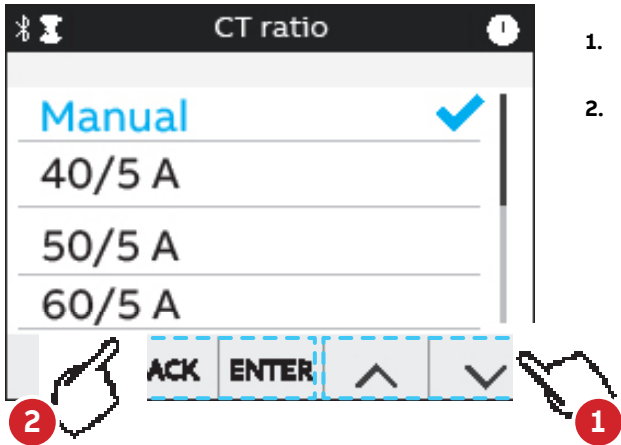 CT ratio
1.
Manual
2.
40/5 A
50/5 A
60/5 A
ACK ENTER
2 1